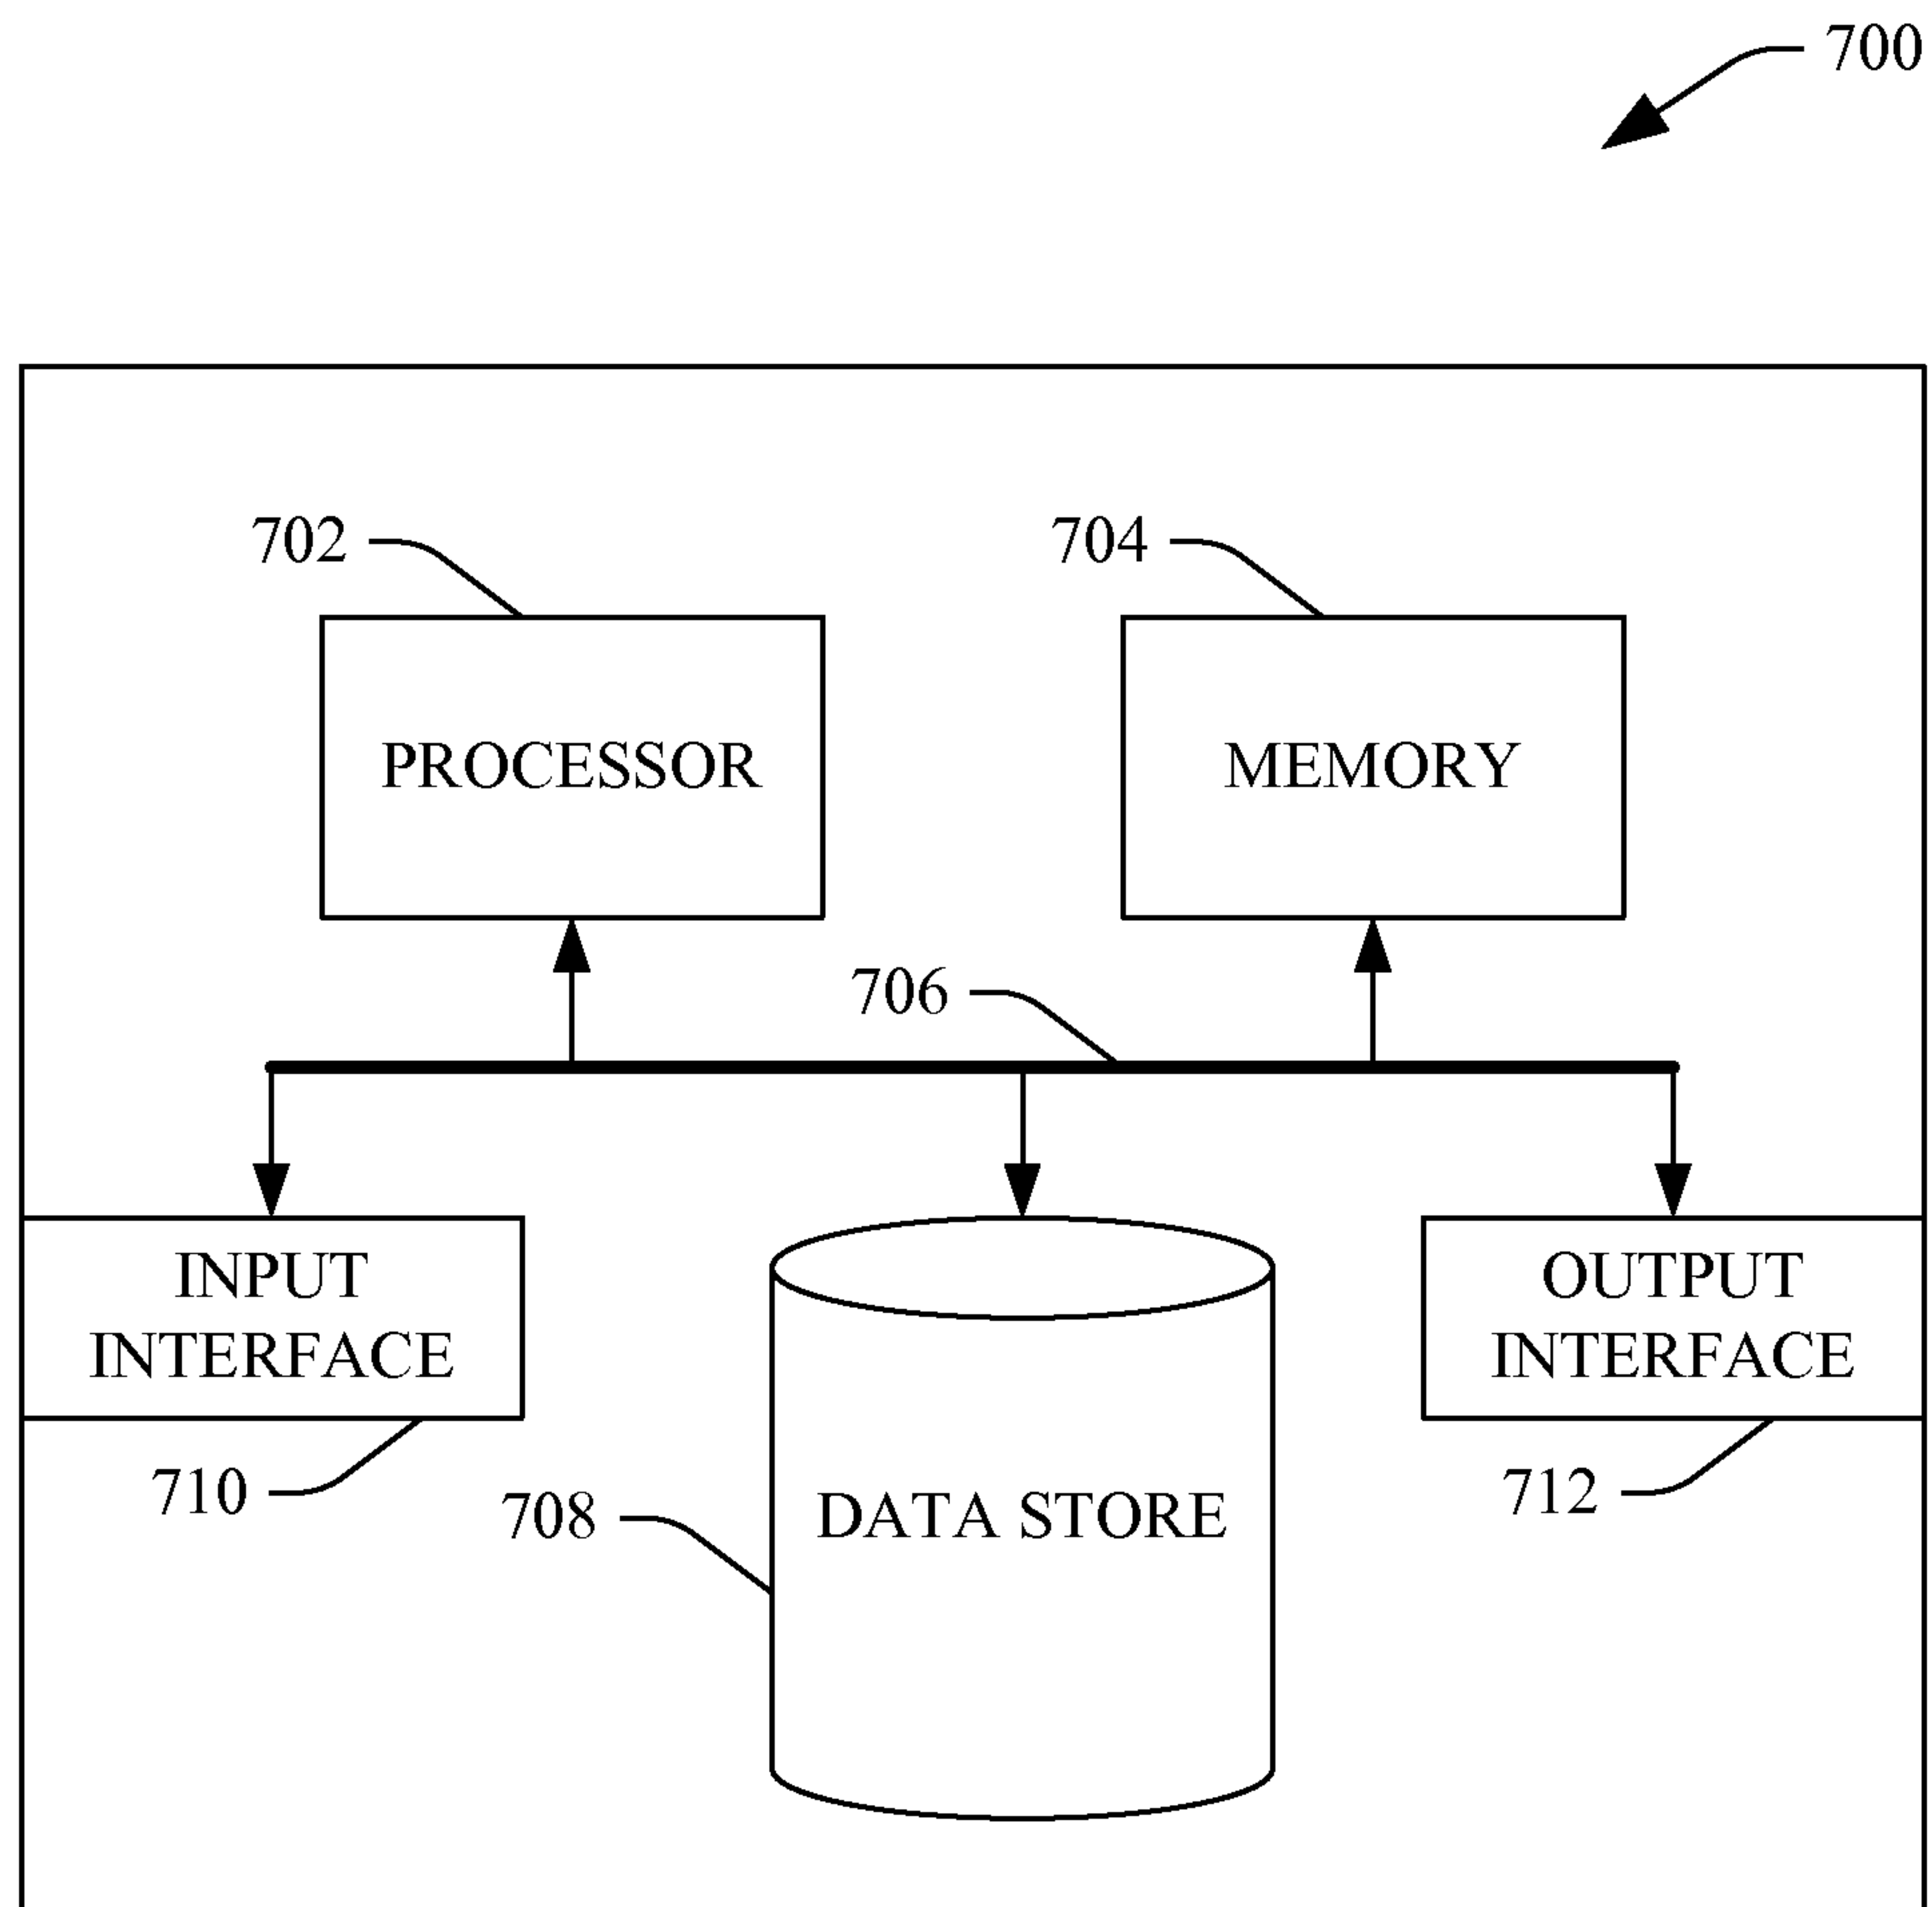 700
702
704
PROCESSOR
MEMORY
706
INPUT
INTERFACE
OUTPUT
INTERFACE
710
708
DATA STORE
712